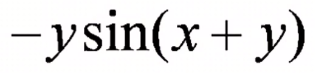 −y sin(x + y)